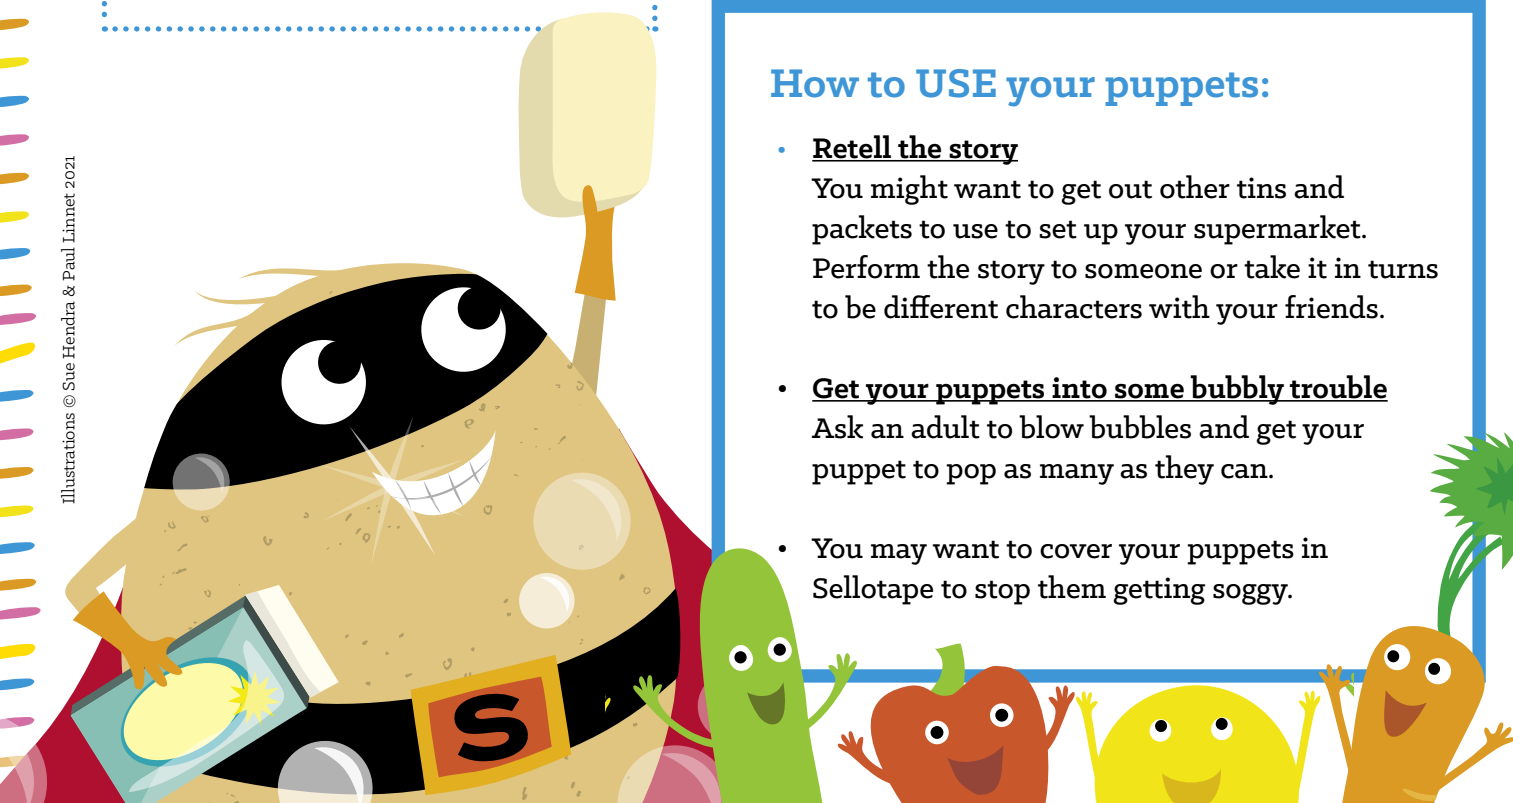 Illustrations © Sue Hendra & Paul Linnet 2021
S
How to USE your puppets:
• Retell the story
You might want to get out other tins and
packets to use to set up your supermarket.
Perform the story to someone or take it in turns
to be different characters with your friends.
• Get your puppets into some bubbly trouble
Ask an adult to blow bubbles and get your
puppet to pop as many as they can.
• You may want to cover your puppets in
Sellotape to stop them getting soggy.